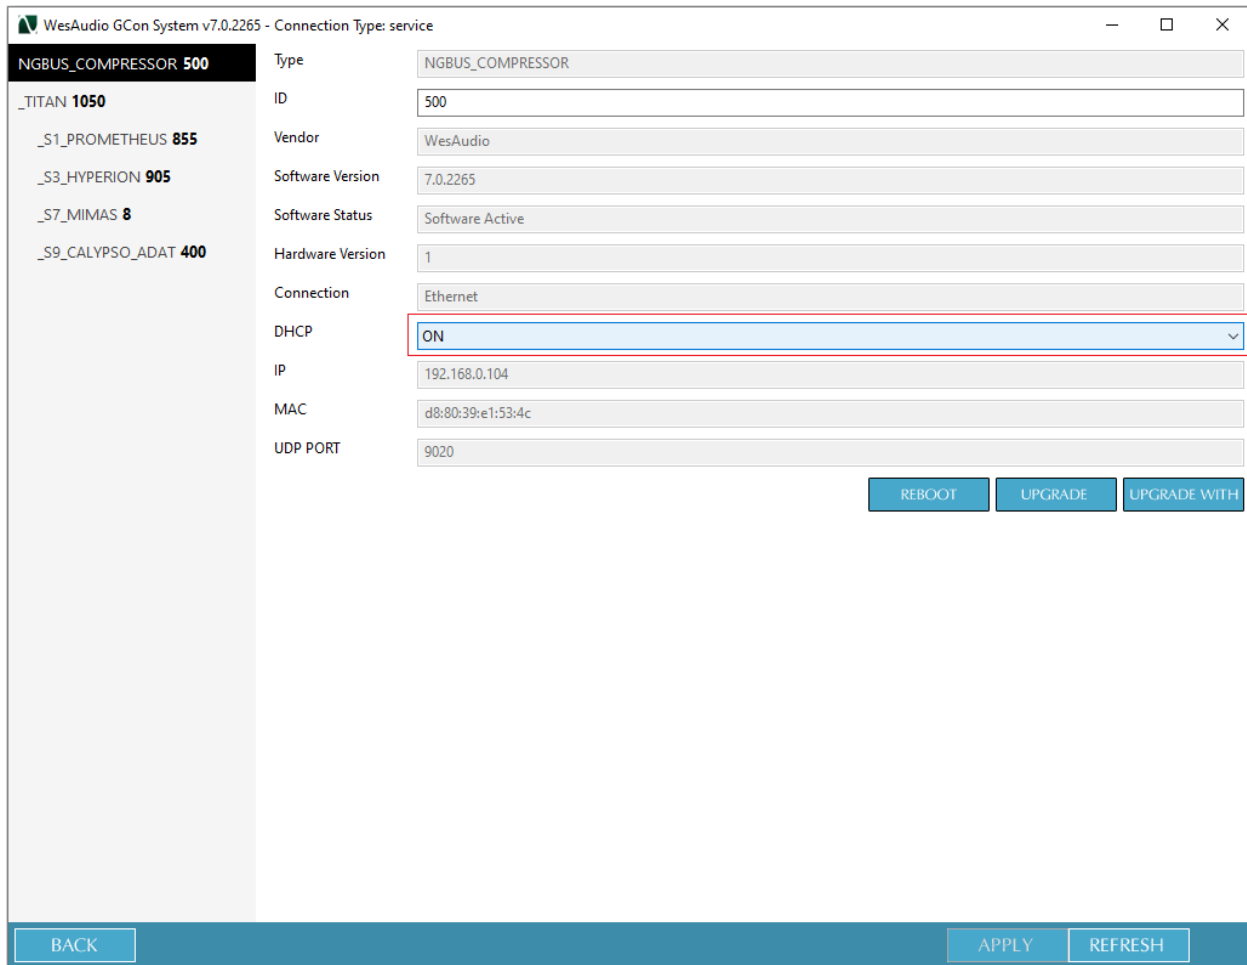 WesAudio GCon System v7.0.2265 - Connection Type: service
NGBUS_COMPRESSOR 500
_TITAN 1050
_S1_PROMETHEUS 855
_S3_HYPERION 905
_S7_MIMAS 8
_S9_CALYPSO_ADAT 400
Type NGBUS_COMPRESSOR
ID 500
Vendor WesAudio
Software Version 7.0.2265
Software Status Software Active
Hardware Version 1
Connection Ethernet
DHCP ON
IP 192.168.0.104
MAC d8:80:39:e1:53:4c
UDP PORT 9020
REBOOT UPGRADE UPGRADE WITH
BACK APPLY REFRESH